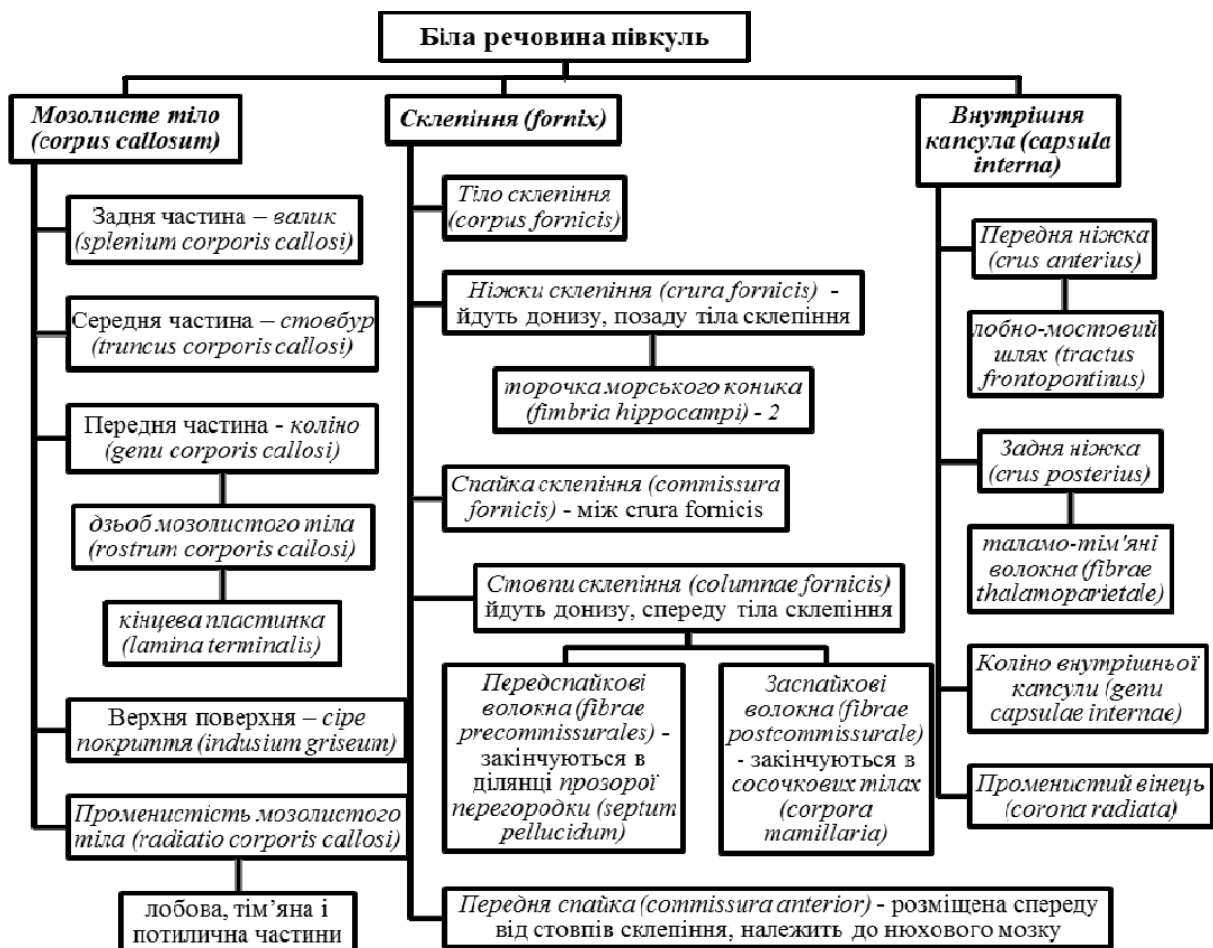 Біла речовина півкуль
Мозолисте тіло
(corpus callosum)
Задня частина – валик
(splenium corporis callosi)
Середня частина – стовбур
(truncus corporis callosi)
Передня частина - коліно
(genu corporis callosi)
дзьоб мозолистого тіла
(rostrum corporis callosi)
кінцева пластинка
(lamina terminalis)
Верхня поверхня – сіре
покриття (indusium griseum)
Променистість мозолистого
тіла (radiatio corporis callosi)
лобова, тім’яна і
потилична частини
Склепіння (fornix)
Тіло склепіння
(corpus fornicis)
Ніжки склепіння (crura fornicis) -
йдуть донизу, позаду тіла склепіння
торочка морського коника
(fimbria hippocampi) - 2
Спайка склепіння (commissura
fornicis) - між crura fornicis
Стовпи склепіння (columnae fornicis)
йдуть донизу, спереду тіла склепіння
Передспайкові
волокна (fibrae
precommissurales) -
закінчуються в
ділянці прозорої
перегородки (septum
pellucidum)
Заспайкові
волокна (fibrae
postcommissurale)
- закінчуються в
сосочкових тілах
(corpora
mamillaria)
Передня спайка (commissura anterior) - розміщена спереду
від стовпів склепіння, належить до нюхового мозку
Внутрішня
капсула (capsula
interna)
Передня ніжка
(crus anterius)
лобно-мостовий
шлях (tractus
frontopontinus)
Задня ніжка
(crus posterius)
таламо-тім'яні
волокна (fibrae
thalamoparietale)
Коліно внутрішньої
капсули (genu
capsulae internae)
Променистий вінець
(corona radiata)